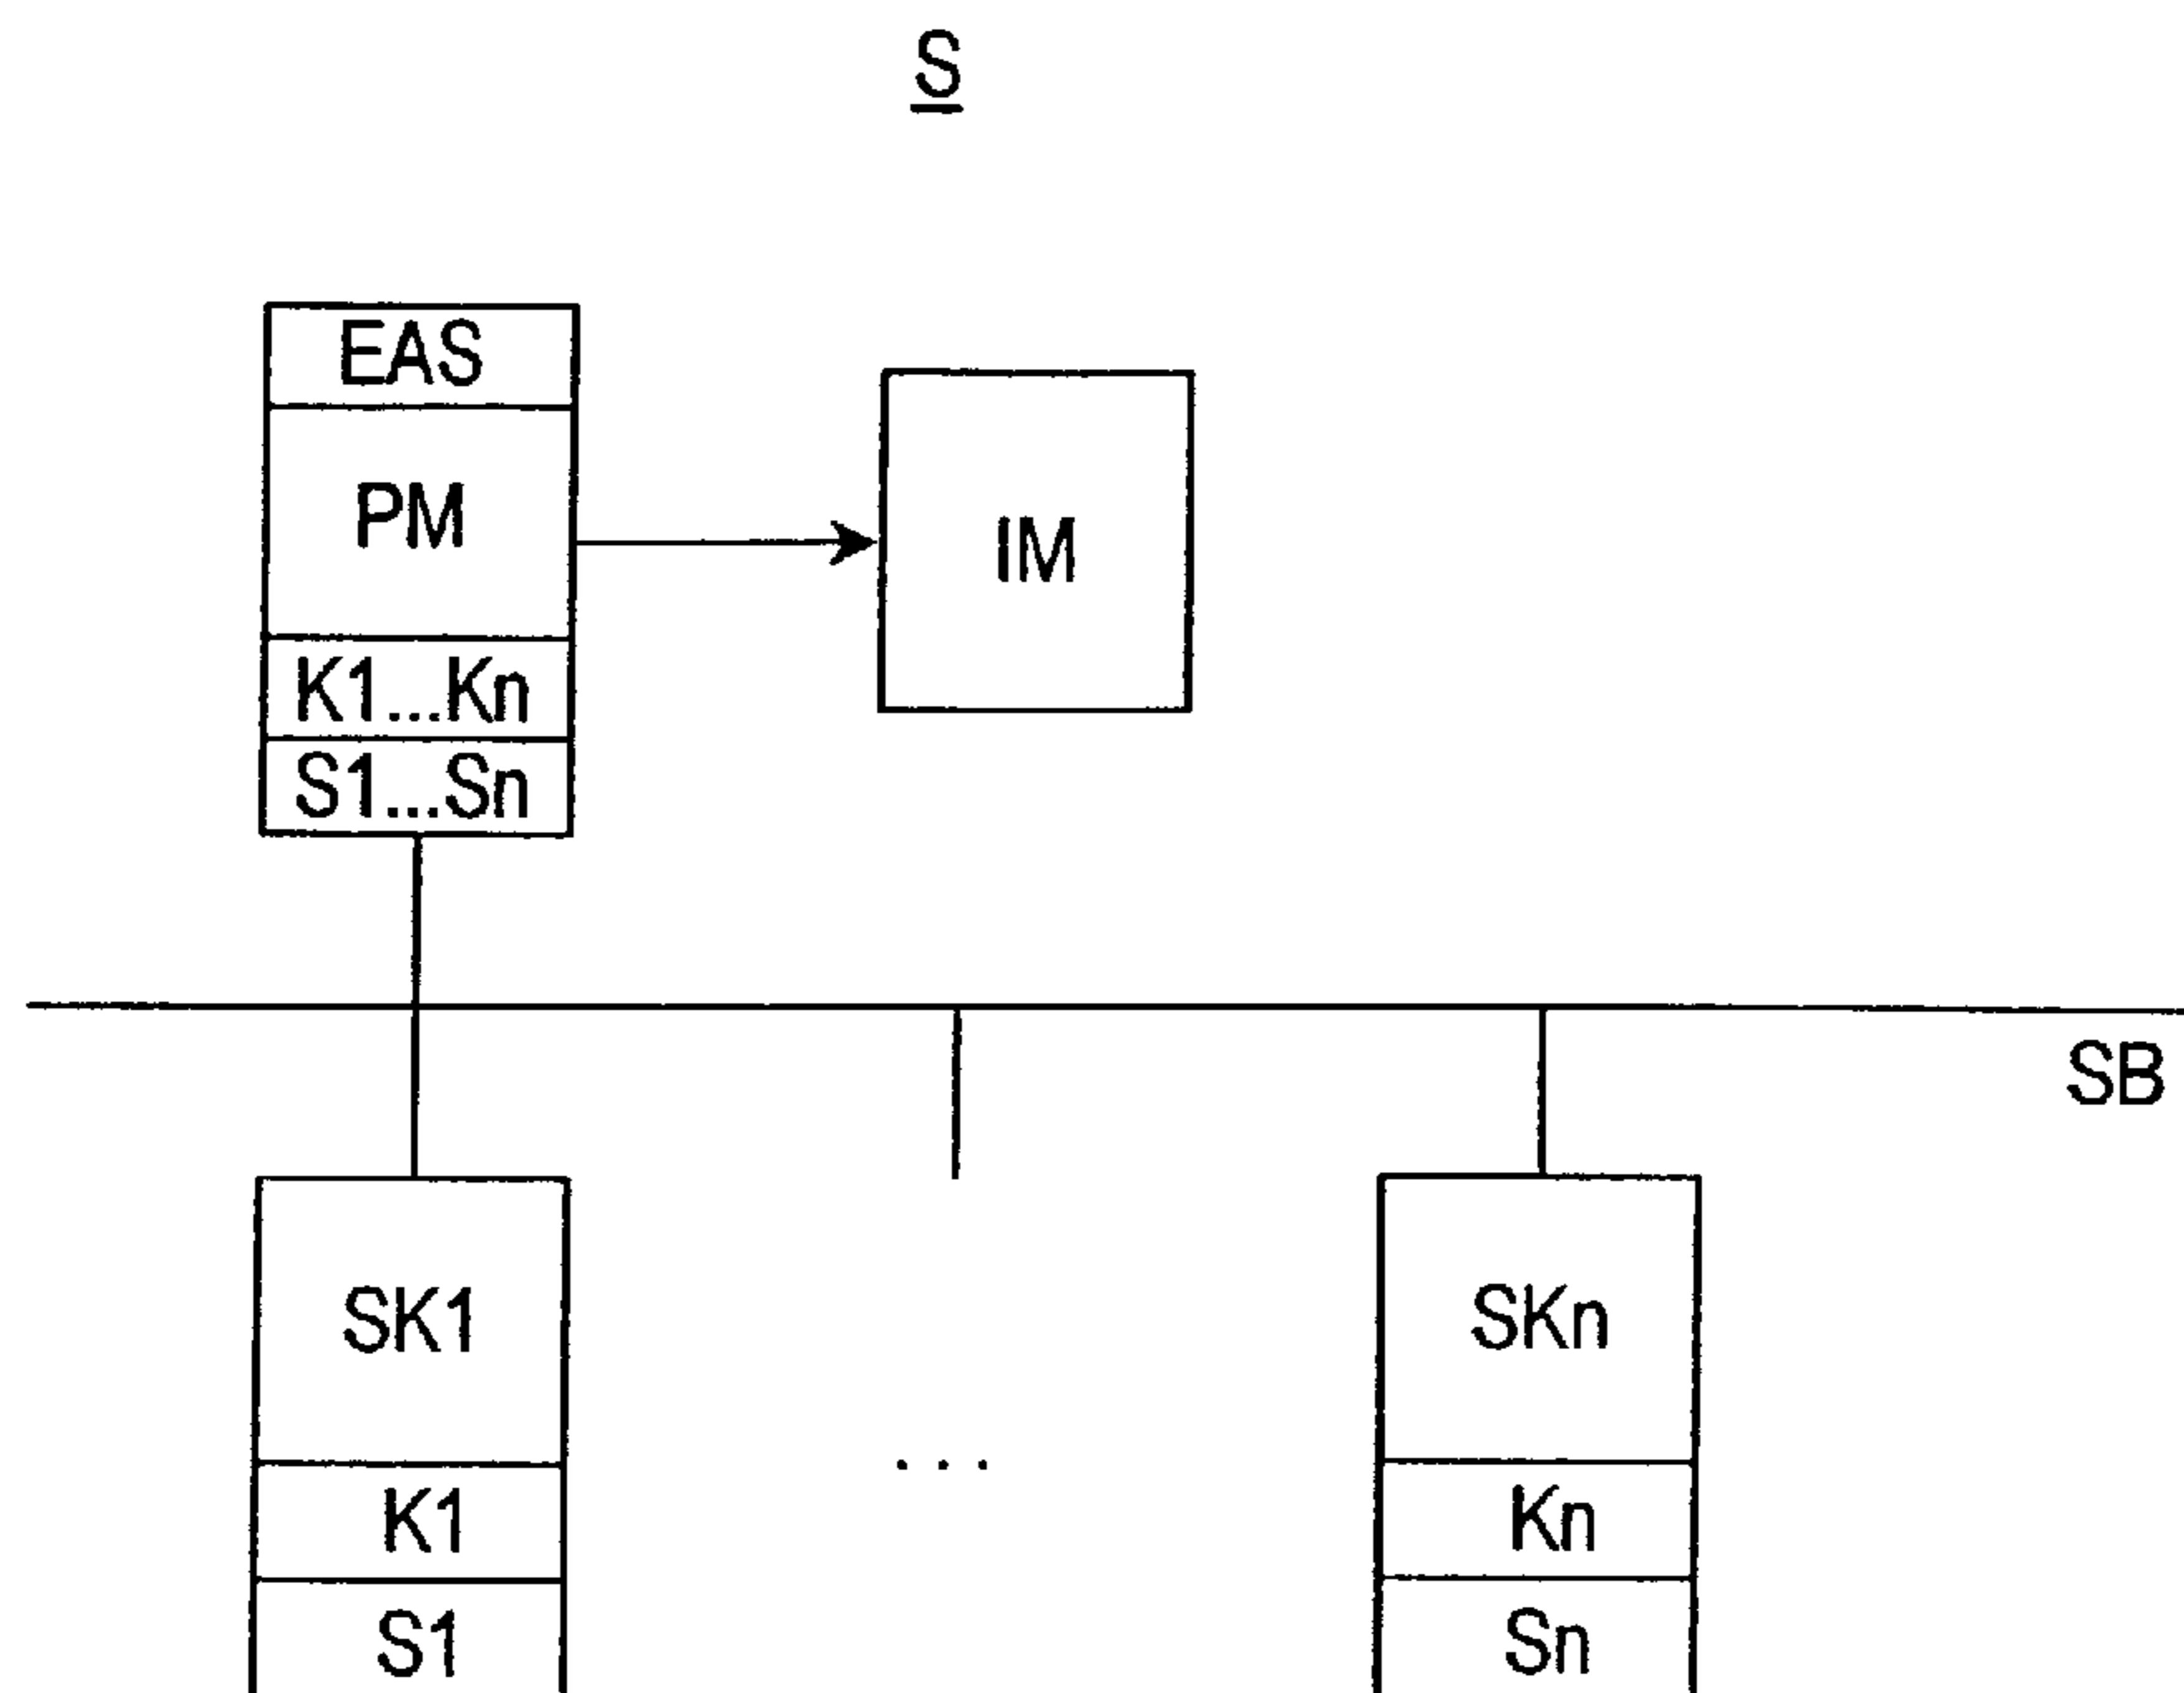 S
EAS
PM
IM
K1...Kn
S1...Sn
SB
SK1
SKn
...
K1
Kn
S1
Sn